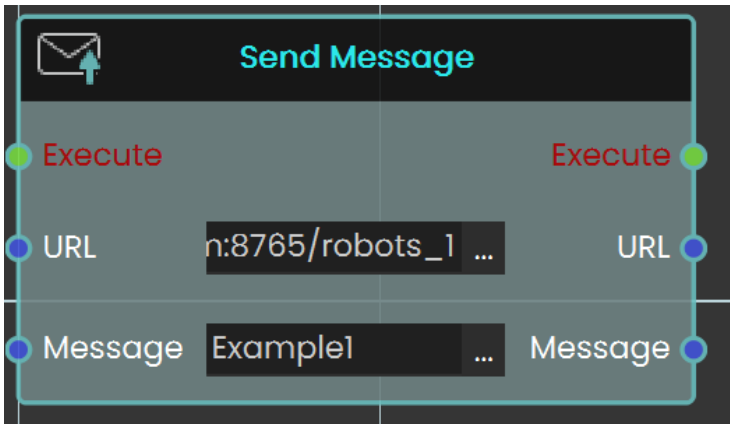 Send Message
Execute Execute
URL n:8765/robots_1 ... URL
Message Example1 ... Message